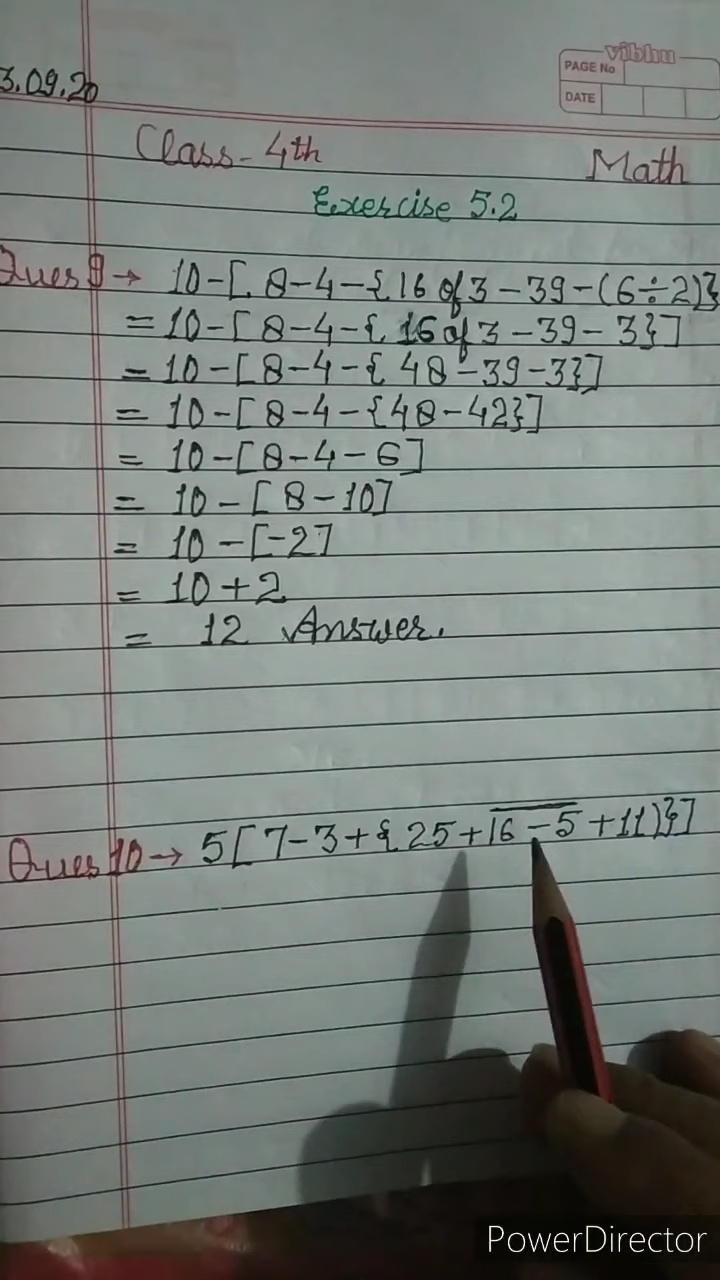 vibhu
PAGE No
DATE
3.09.20
Class-4th Math
Exercise 5.2
Ques 9→ 10-[8-4-{16 of 3-39-(6÷2)}
=10-[8-4-{16 of 3-39-3}]
=10-[8-4-{48-39-3}]
=10-[8-4-{48-42}]
=10-[8-4-6]
=10-[8-10]
=10-[-2]
=10+2
=12 Answer.
Ques 10→ 5[7-3+{25+1̅6̅ ̅-̅5̅+11)}]
PowerDirector